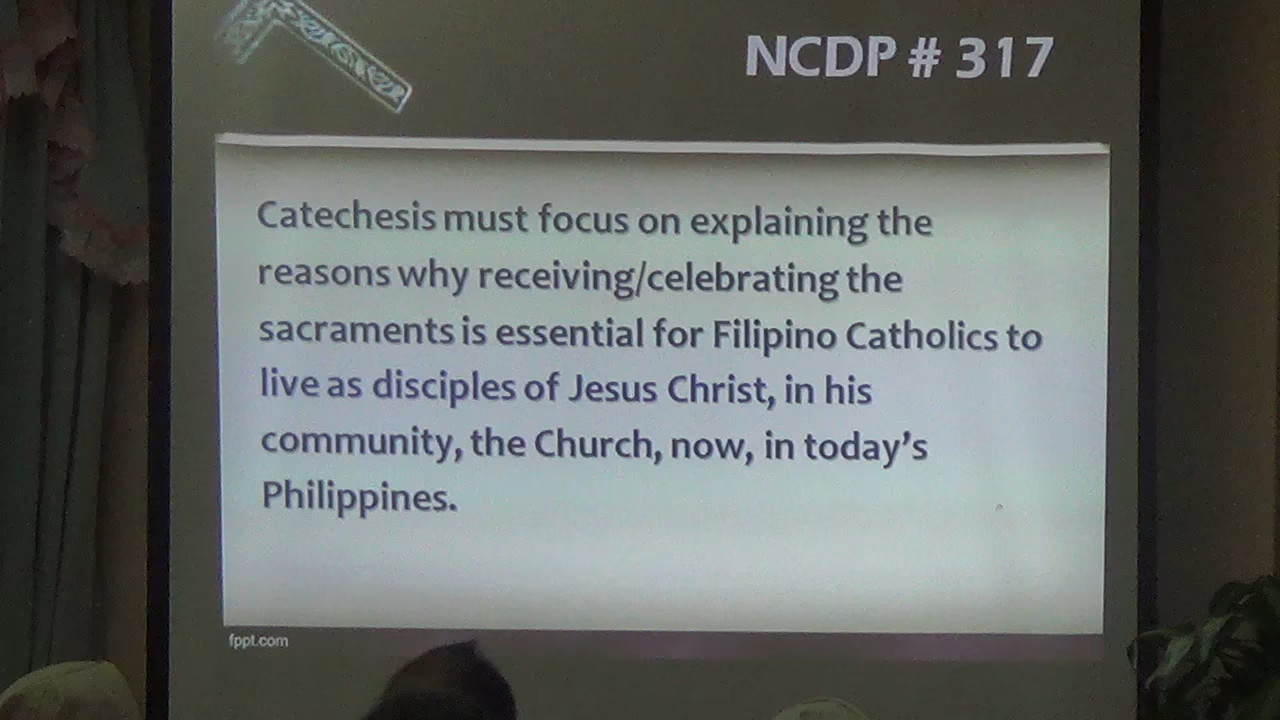 NCDP # 317
Catechesis must focus on explaining the
reasons why receiving/celebrating the
sacraments is essential for Filipino Catholics to
live as disciples of Jesus Christ, in his
community, the Church, now, in today's
Philippines.
fppt.com